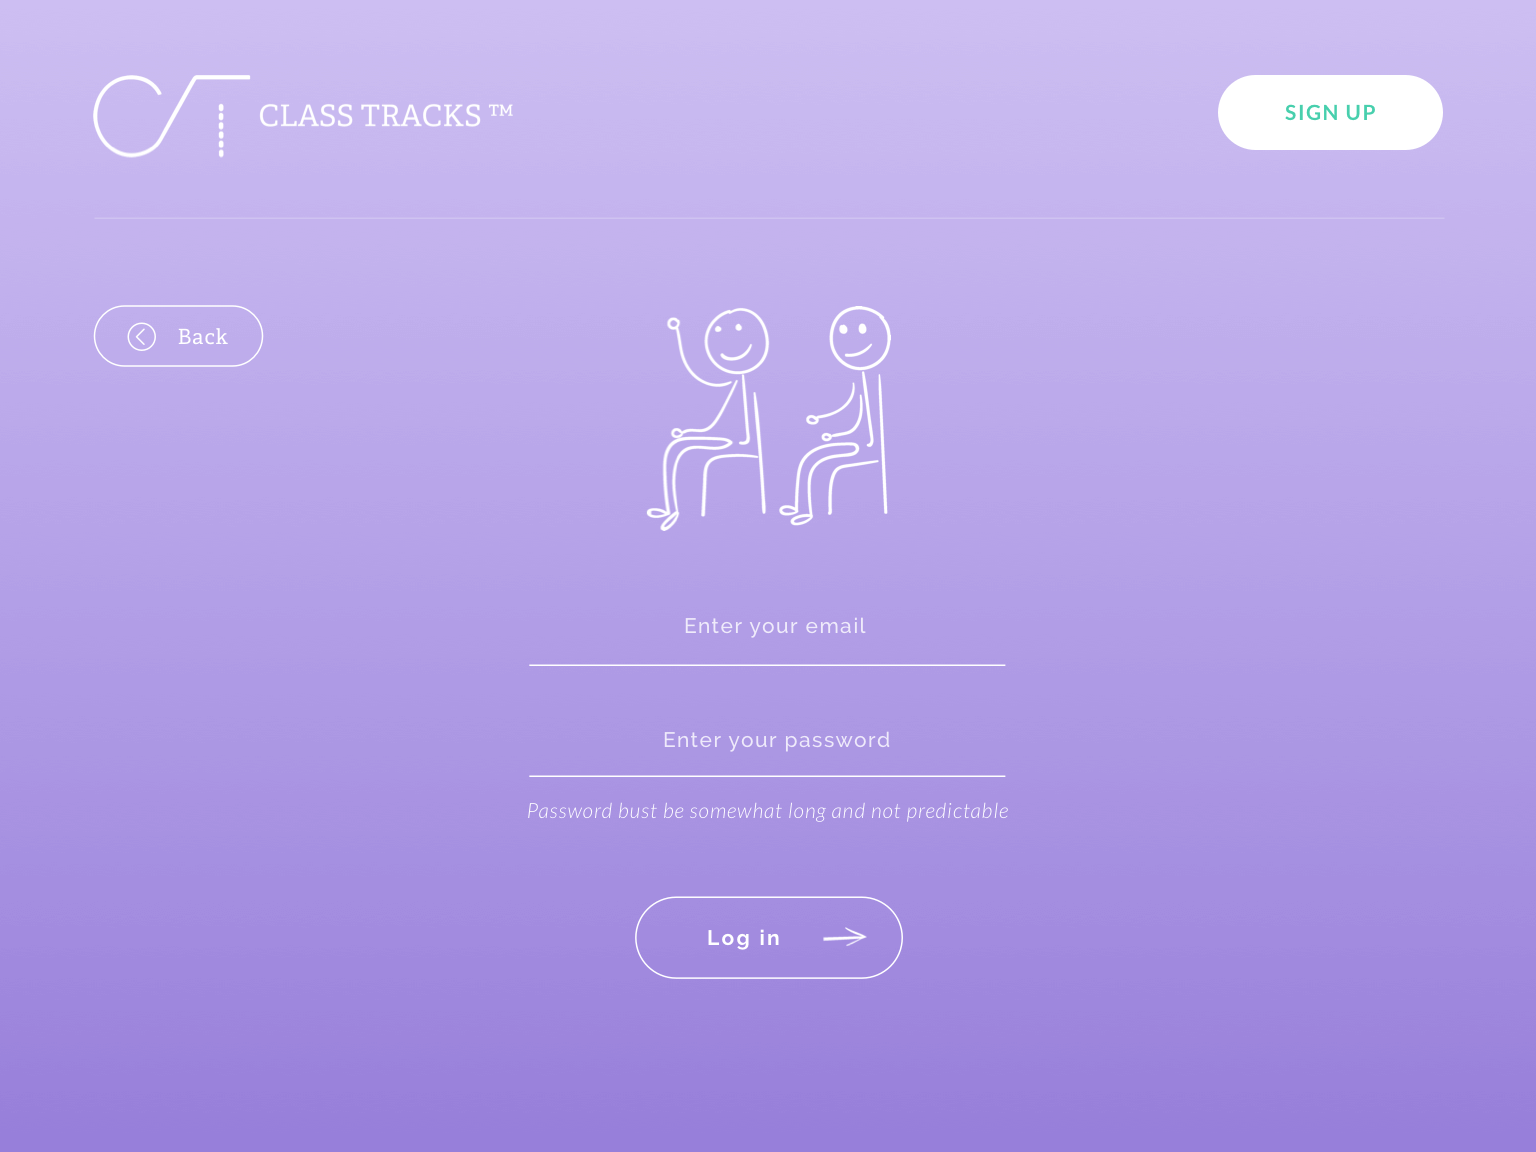 CLASS TRACKS ™
SIGN UP
Back
Enter your email
Enter your password
Password bust be somewhat long and not predictable
Log in